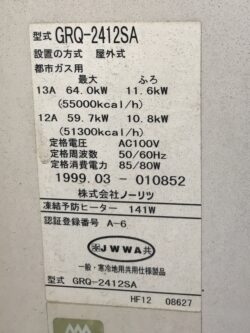 型式 GRQ-2412SA
設置の方式 屋外式
都市ガス用
最大 ふろ
13A 64.0kW 11.6kW
(55000kcal/h)
12A 59.7kW 10.8kW
(51300kcal/h)
定格電圧 AC100V
定格周波数 50/60Hz
定格消費電力 85/80W
1999.03 - 010852
株式会社ノーリツ
凍結予防ヒーター 141W
認証登録番号 A-6
JWWA 共
一般・寒冷地用共用仕様製品
型式 GRQ-2412SA
HF12 08627